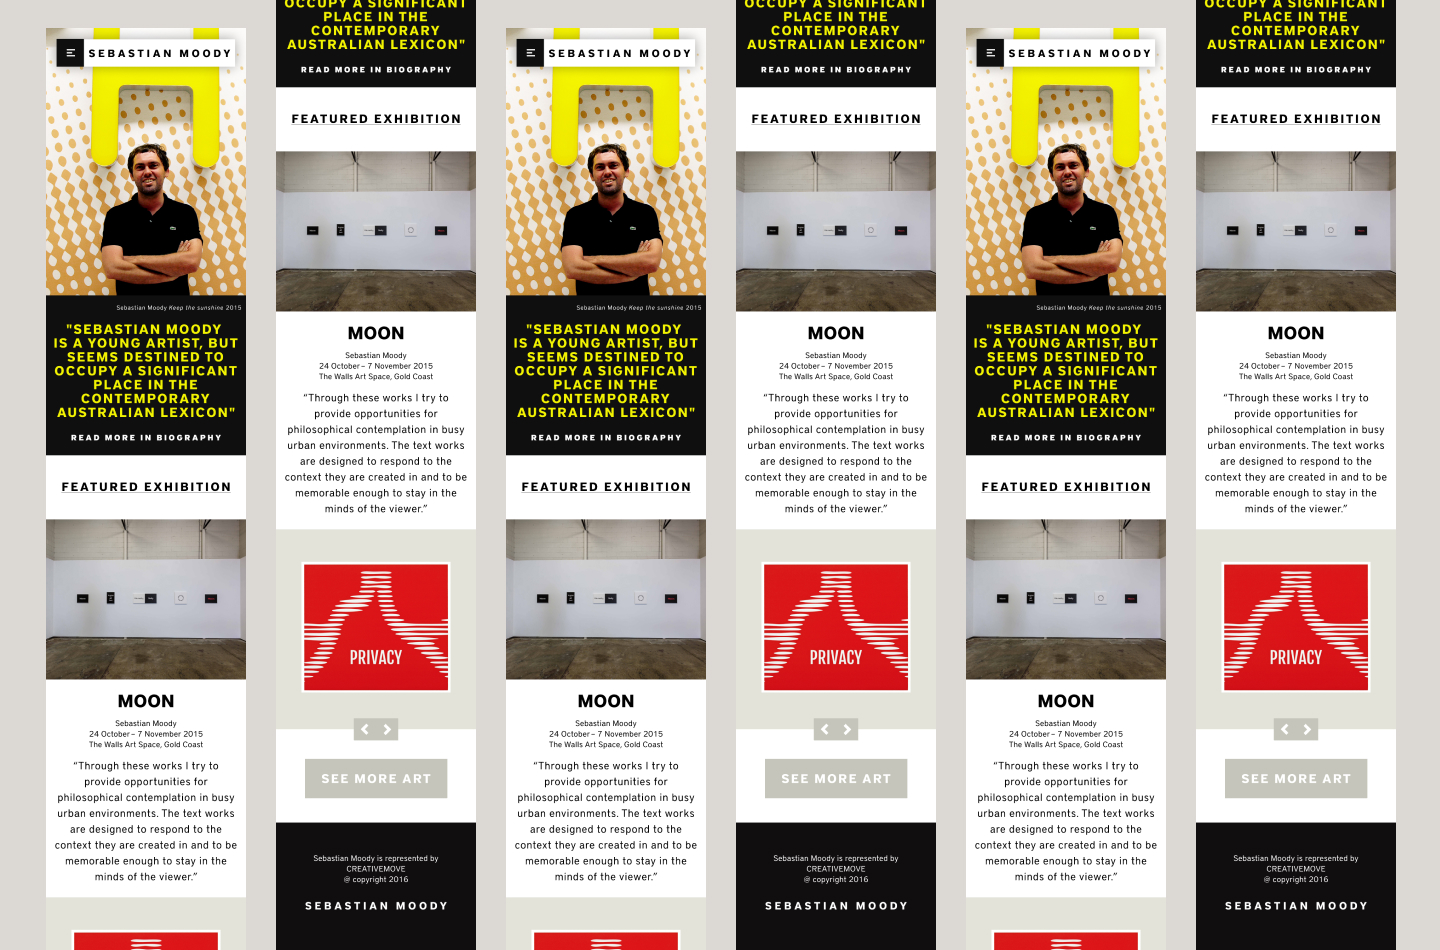 SEBASTIAN MOODY
Sebastian Moody Keep the sunshine 2015
"SEBASTIAN MOODY
IS A YOUNG ARTIST, BUT
SEEMS DESTINED TO
OCCUPY A SIGNIFICANT
PLACE IN THE
CONTEMPORARY
AUSTRALIAN LEXICON"
READ MORE IN BIOGRAPHY
FEATURED EXHIBITION
MOON
Sebastian Moody
24 October – 7 November 2015
The Walls Art Space, Gold Coast
“Through these works I try to
provide opportunities for
philosophical contemplation in busy
urban environments. The text works
are designed to respond to the
context they are created in and to be
memorable enough to stay in the
minds of the viewer.”
OCCUPY A SIGNIFICANT
PLACE IN THE
CONTEMPORARY
AUSTRALIAN LEXICON"
READ MORE IN BIOGRAPHY
FEATURED EXHIBITION
MOON
Sebastian Moody
24 October – 7 November 2015
The Walls Art Space, Gold Coast
“Through these works I try to
provide opportunities for
philosophical contemplation in busy
urban environments. The text works
are designed to respond to the
context they are created in and to be
memorable enough to stay in the
minds of the viewer.”
PRIVACY
SEE MORE ART
Sebastian Moody is represented by
CREATIVEMOVE
@ copyright 2016
SEBASTIAN MOODY
SEBASTIAN MOODY
Sebastian Moody Keep the sunshine 2015
"SEBASTIAN MOODY
IS A YOUNG ARTIST, BUT
SEEMS DESTINED TO
OCCUPY A SIGNIFICANT
PLACE IN THE
CONTEMPORARY
AUSTRALIAN LEXICON"
READ MORE IN BIOGRAPHY
FEATURED EXHIBITION
MOON
Sebastian Moody
24 October – 7 November 2015
The Walls Art Space, Gold Coast
“Through these works I try to
provide opportunities for
philosophical contemplation in busy
urban environments. The text works
are designed to respond to the
context they are created in and to be
memorable enough to stay in the
minds of the viewer.”
OCCUPY A SIGNIFICANT
PLACE IN THE
CONTEMPORARY
AUSTRALIAN LEXICON"
READ MORE IN BIOGRAPHY
FEATURED EXHIBITION
MOON
Sebastian Moody
24 October – 7 November 2015
The Walls Art Space, Gold Coast
“Through these works I try to
provide opportunities for
philosophical contemplation in busy
urban environments. The text works
are designed to respond to the
context they are created in and to be
memorable enough to stay in the
minds of the viewer.”
PRIVACY
SEE MORE ART
Sebastian Moody is represented by
CREATIVEMOVE
@ copyright 2016
SEBASTIAN MOODY
SEBASTIAN MOODY
Sebastian Moody Keep the sunshine 2015
"SEBASTIAN MOODY
IS A YOUNG ARTIST, BUT
SEEMS DESTINED TO
OCCUPY A SIGNIFICANT
PLACE IN THE
CONTEMPORARY
AUSTRALIAN LEXICON"
READ MORE IN BIOGRAPHY
FEATURED EXHIBITION
MOON
Sebastian Moody
24 October – 7 November 2015
The Walls Art Space, Gold Coast
“Through these works I try to
provide opportunities for
philosophical contemplation in busy
urban environments. The text works
are designed to respond to the
context they are created in and to be
memorable enough to stay in the
minds of the viewer.”
OCCUPY A SIGNIFICANT
PLACE IN THE
CONTEMPORARY
AUSTRALIAN LEXICON"
READ MORE IN BIOGRAPHY
FEATURED EXHIBITION
MOON
Sebastian Moody
24 October – 7 November 2015
The Walls Art Space, Gold Coast
“Through these works I try to
provide opportunities for
philosophical contemplation in busy
urban environments. The text works
are designed to respond to the
context they are created in and to be
memorable enough to stay in the
minds of the viewer.”
PRIVACY
SEE MORE ART
Sebastian Moody is represented by
CREATIVEMOVE
@ copyright 2016
SEBASTIAN MOODY